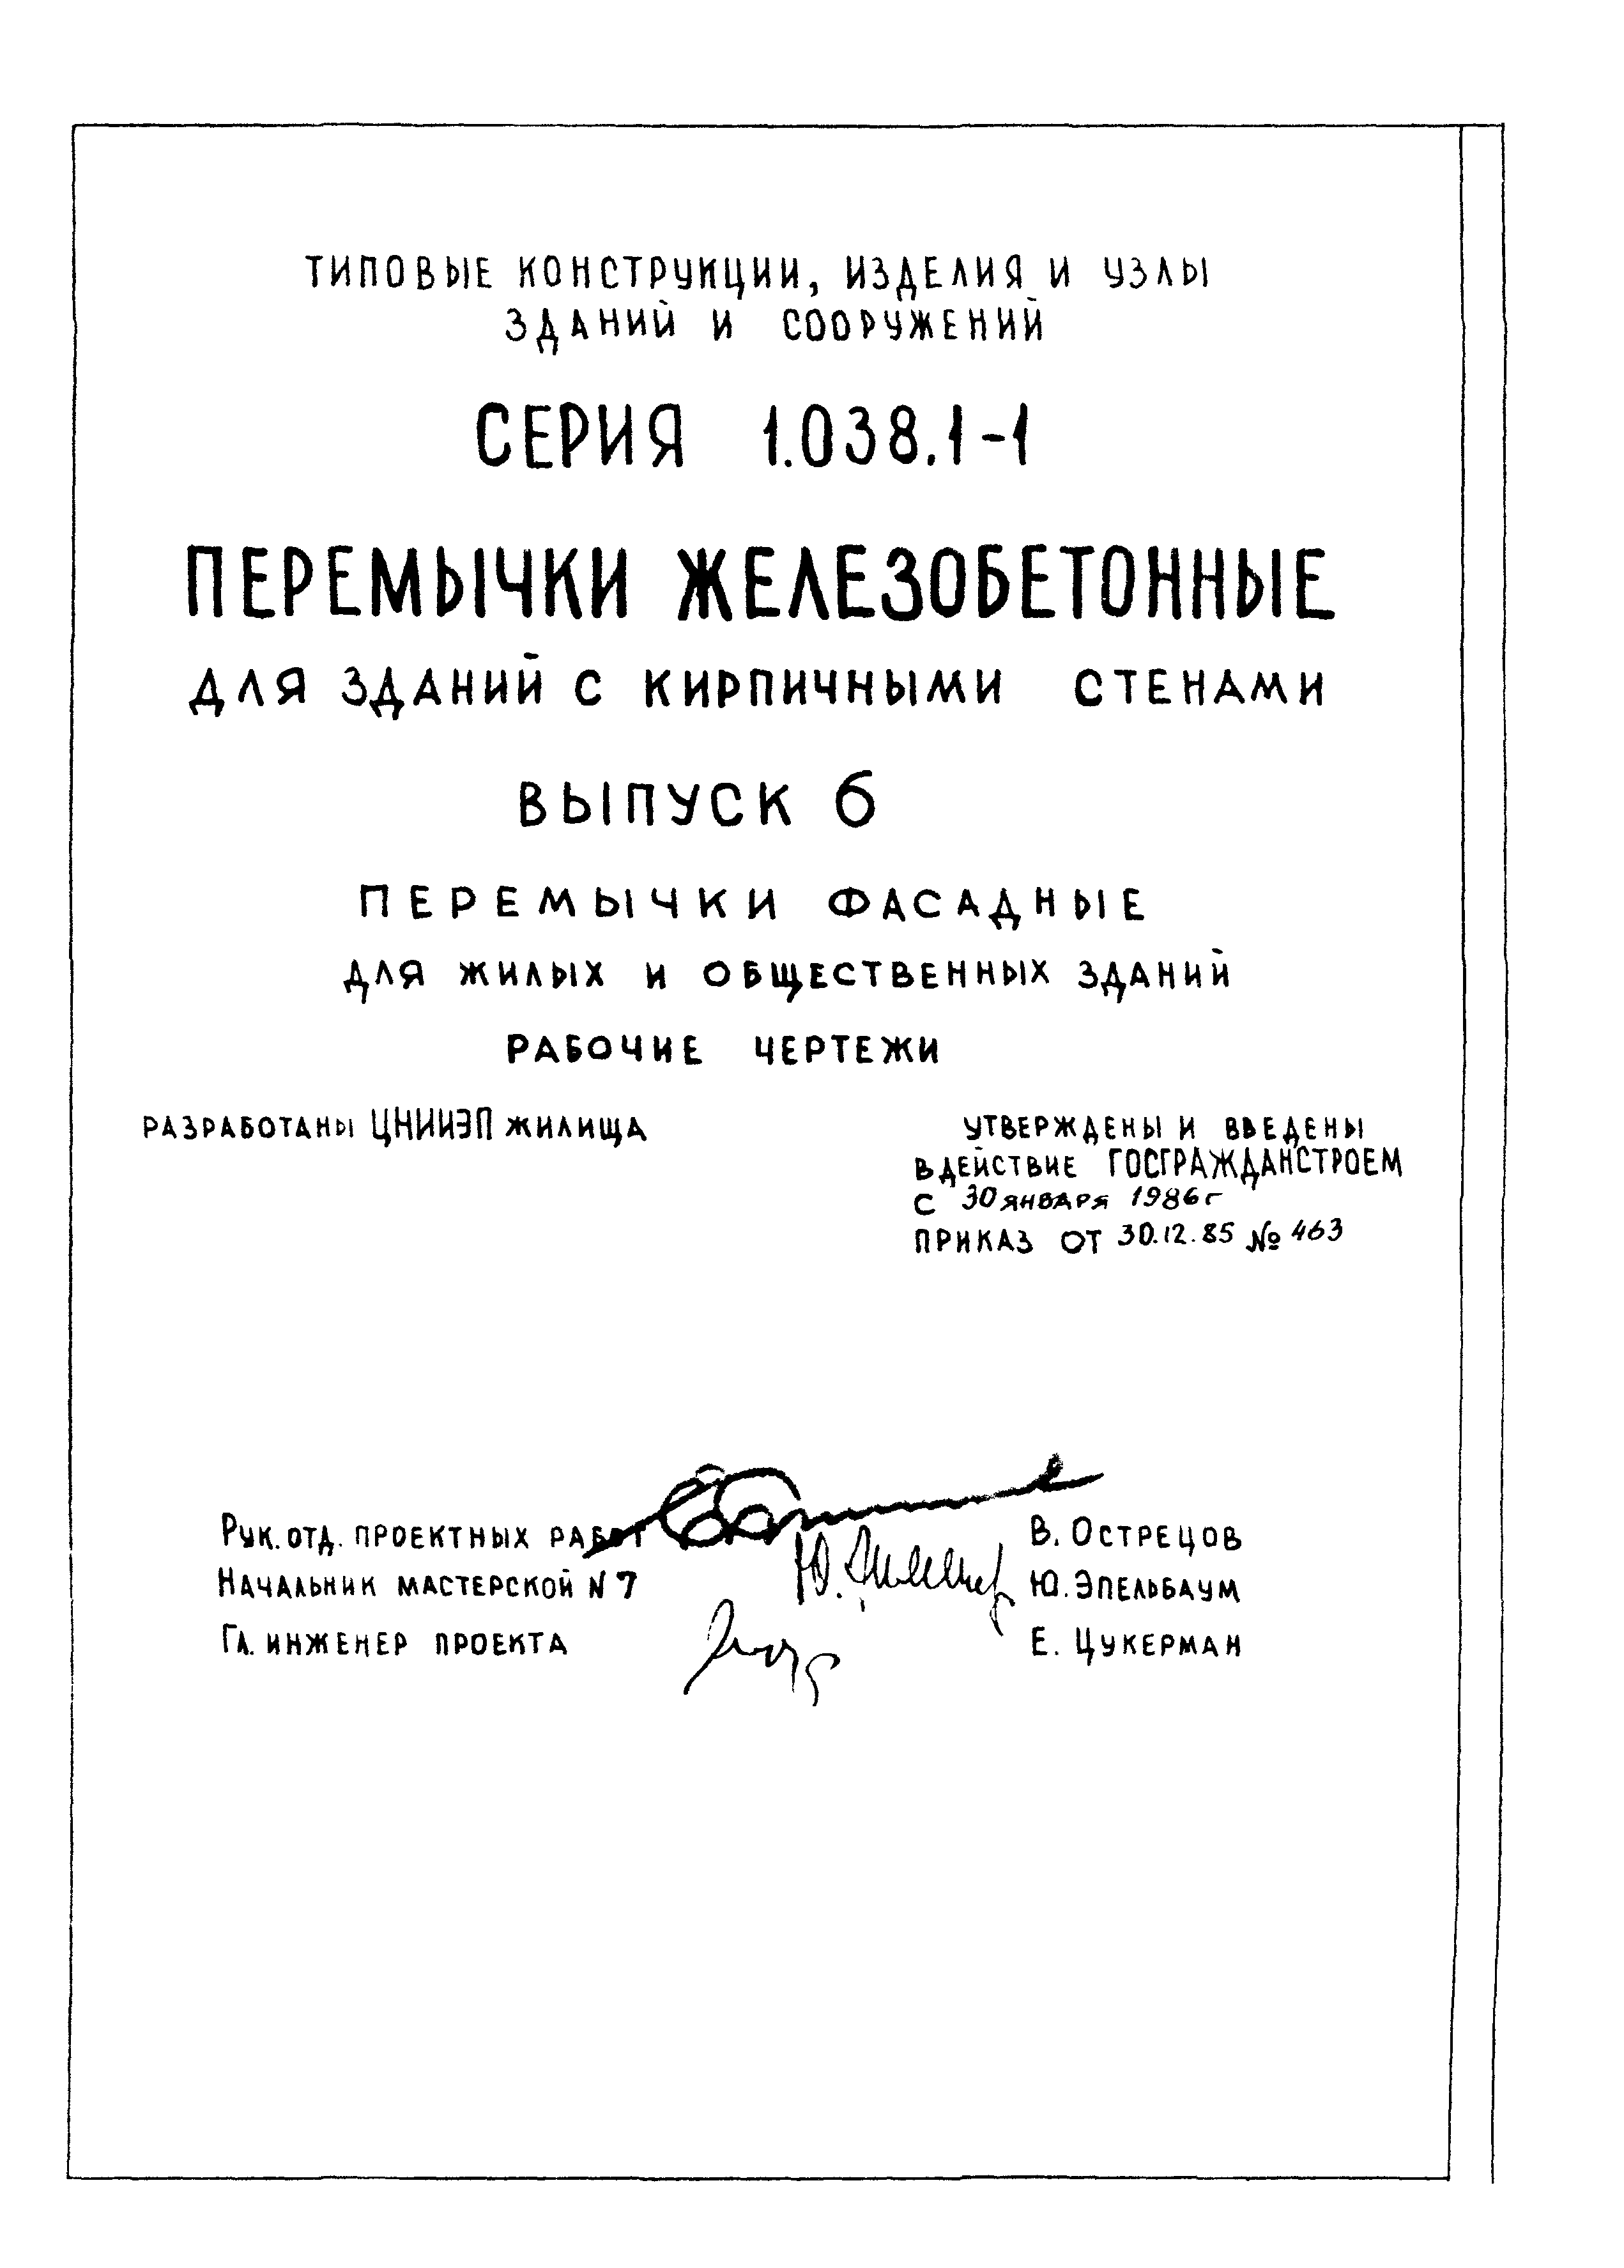 ТИПОВЫЕ КОНСТРУКЦИИ, ИЗДЕЛИЯ И УЗЛЫ
ЗДАНИЙ И СООРУЖЕНИЙ
СЕРИЯ 1.038.1-1
ПЕРЕМЫЧКИ ЖЕЛЕЗОБЕТОННЫЕ
ДЛЯ ЗДАНИЙ С КИРПИЧНЫМИ СТЕНАМИ
ВЫПУСК 6
ПЕРЕМЫЧКИ ФАСАДНЫЕ
ДЛЯ ЖИЛЫХ И ОБЩЕСТВЕННЫХ ЗДАНИЙ
РАБОЧИЕ ЧЕРТЕЖИ
РАЗРАБОТАНЫ ЦНИИЭП ЖИЛИЩА
УТВЕРЖДЕНЫ И ВВЕДЕНЫ
В ДЕЙСТВИЕ ГОСГРАЖДАНСТРОЕМ
С 30 ЯНВАРЯ 1986 г
ПРИКАЗ ОТ 30.12.85 № 463
РУК. ОТД. ПРОЕКТНЫХ РАБОТ В. ОСТРЕЦОВ
НАЧАЛЬНИК МАСТЕРСКОЙ N 7 Ю. ЭПЕЛЬБАУМ
ГЛ. ИНЖЕНЕР ПРОЕКТА Е. ЦУКЕРМАН